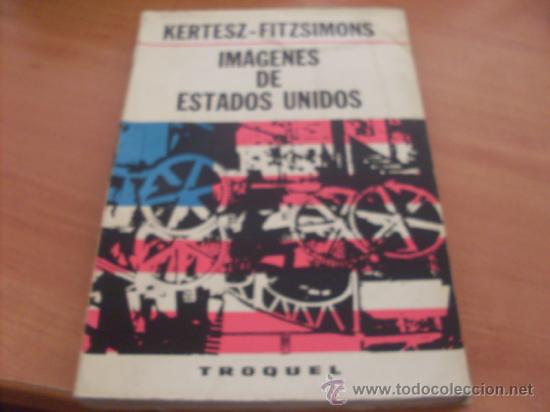 KERTESZ-FITZSIMONS
IMÁGENES
DE
ESTADOS UNIDOS
TROQUEL
www.todocoleccion.net